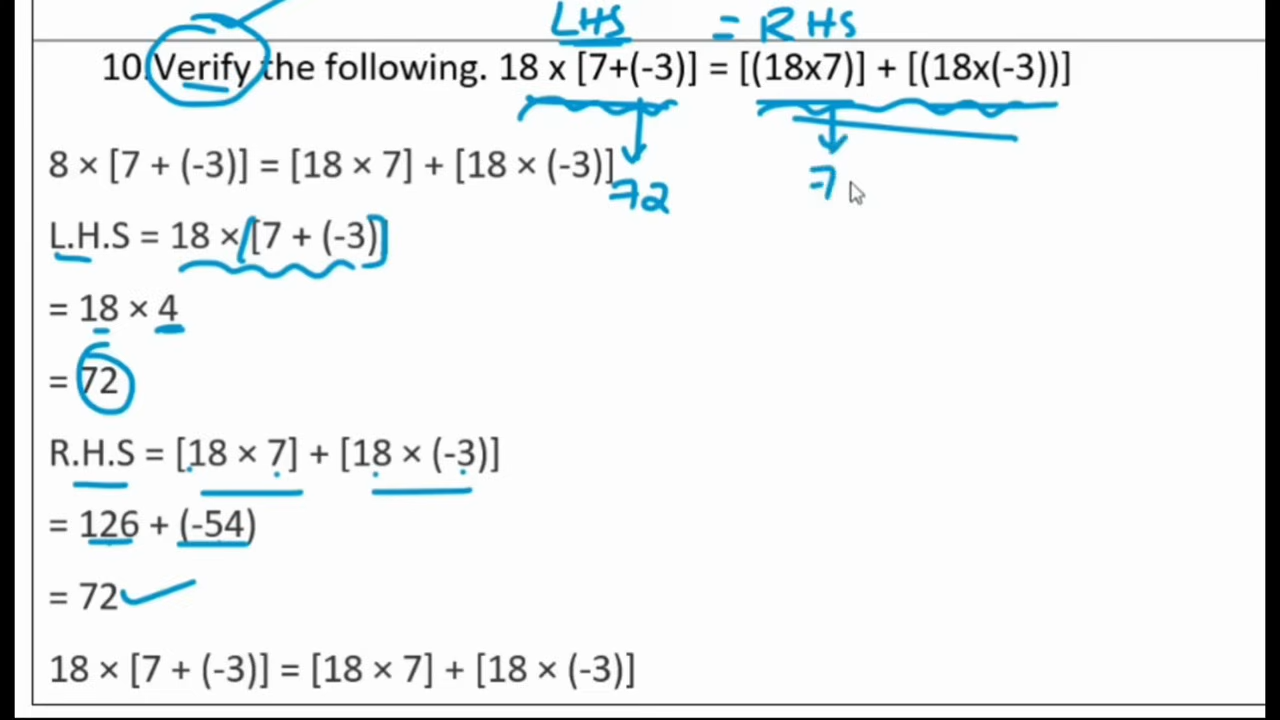 LHS = RHS
10. Verify the following. 18 x [7+(-3)] = [(18x7)] + [(18x(-3))]
8 × [7 + (-3)] = [18 × 7] + [18 × (-3)]
72 7
L.H.S = 18 × [7 + (-3)]
= 18 × 4
= 72
R.H.S = [18 × 7] + [18 × (-3)]
= 126 + (-54)
= 72
18 × [7 + (-3)] = [18 × 7] + [18 × (-3)]